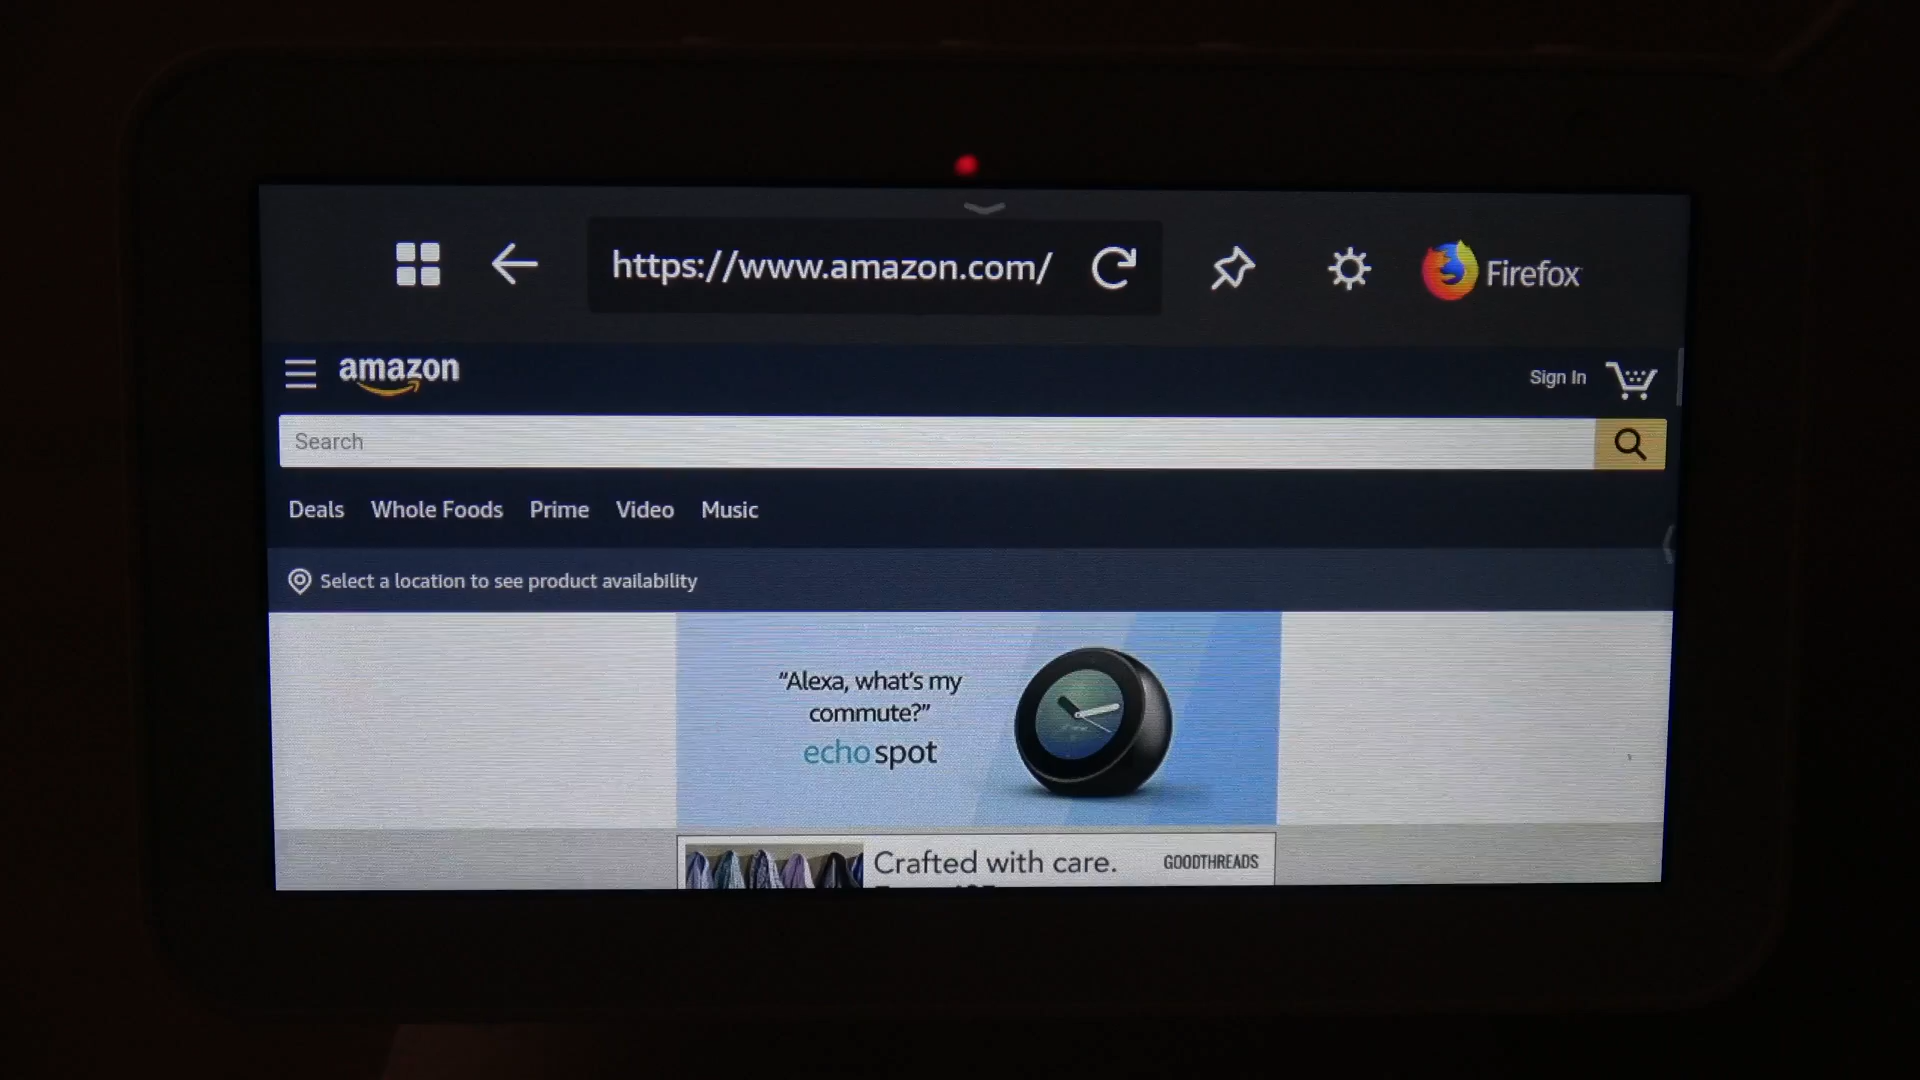 https://www.amazon.com/
Firefox
amazon
Sign In
Search
Deals Whole Foods Prime Video Music
Select a location to see product availability
“Alexa, what’s my
commute?”
echo spot
Crafted with care.
GOODTHREADS